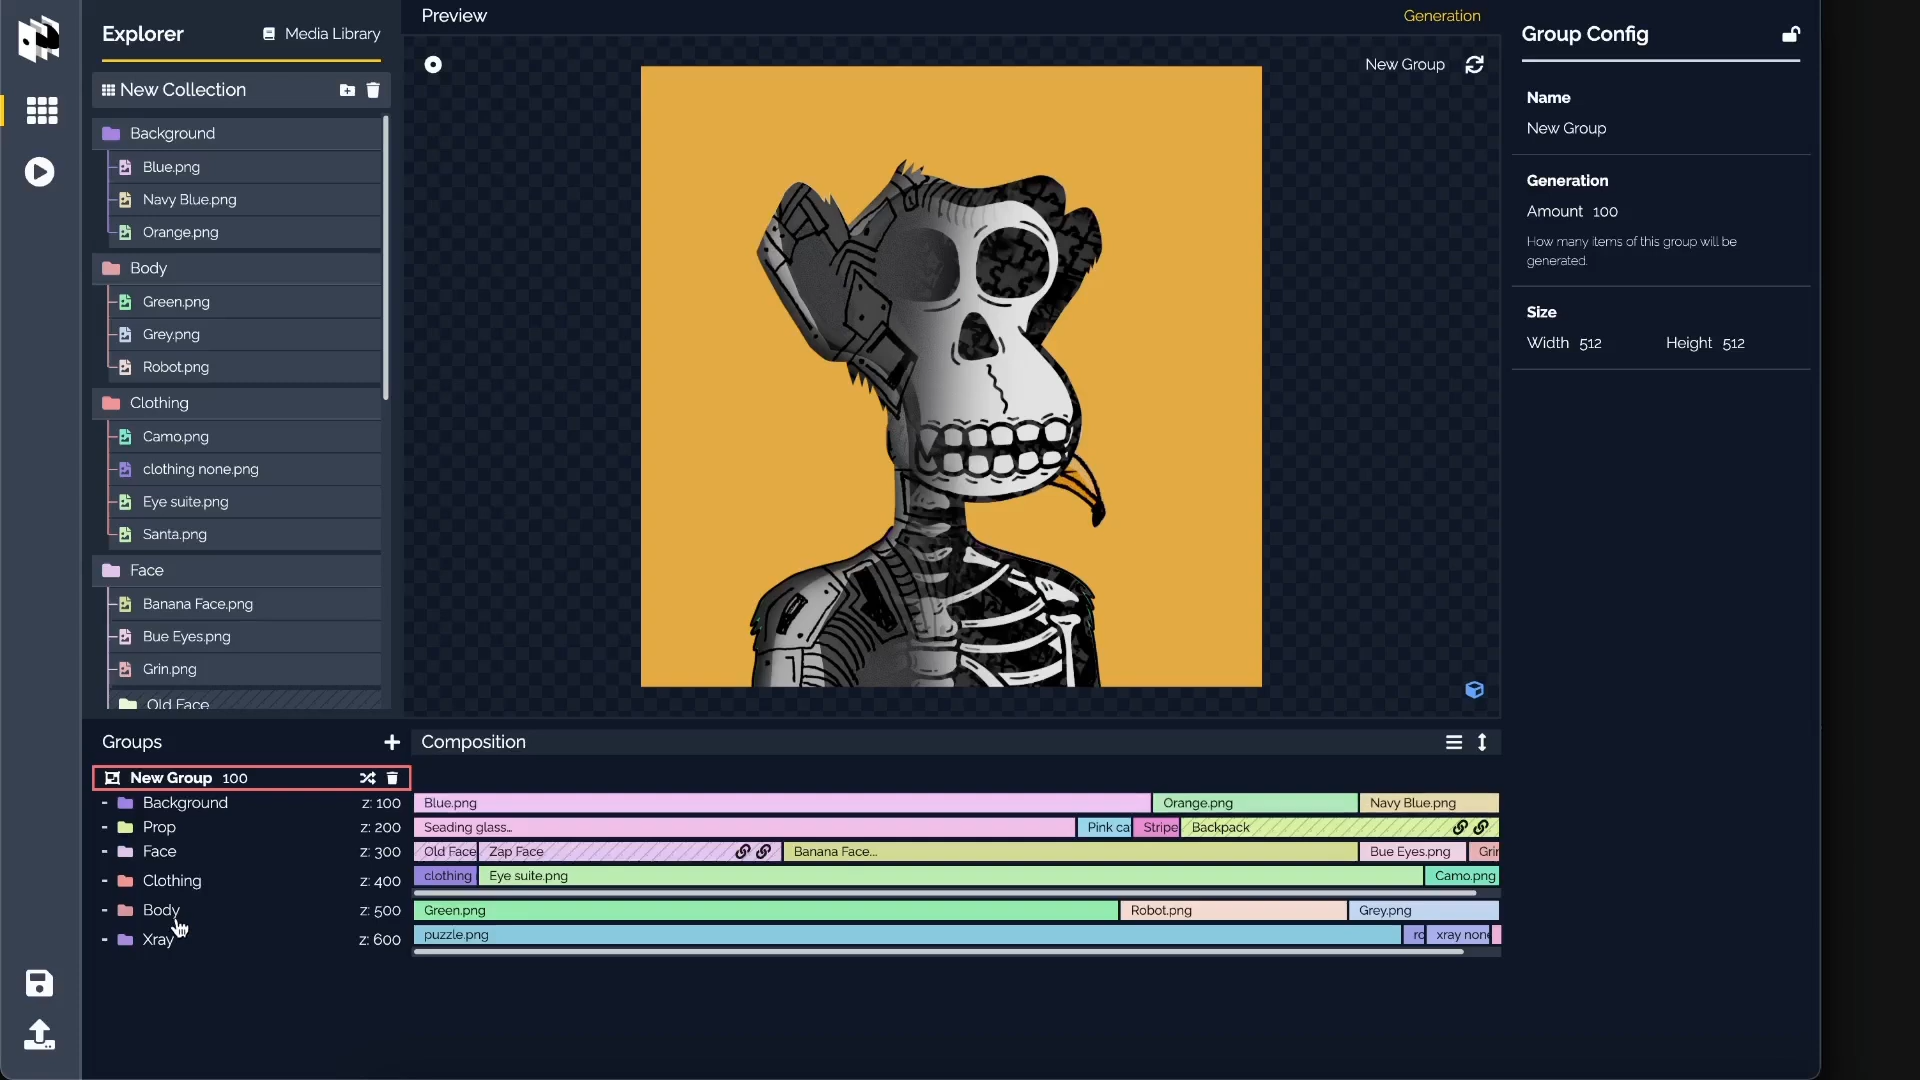 Explorer
Media Library
New Collection
Background
Blue.png
Navy Blue.png
Orange.png
Body
Green.png
Grey.png
Robot.png
Clothing
Camo.png
clothing none.png
Eye suite.png
Santa.png
Face
Banana Face.png
Bue Eyes.png
Grin.png
Old Face
Preview
Generation
New Group
Group Config
Name
New Group
Generation
Amount 100
How many items of this group will be
generated.
Size
Width 512 Height 512
Groups
New Group 100
- Background z: 100
- Prop z: 200
- Face z: 300
- Clothing z: 400
- Body z: 500
- Xray z: 600
Composition
Blue.png Orange.png Navy Blue.png
Seading glass... Pink ca Stripe Backpack
Old Face Zap Face Banana Face... Bue Eyes.png Grin
clothing Eye suite.png Camo.png
Green.png Robot.png Grey.png
puzzle.png ro xray none